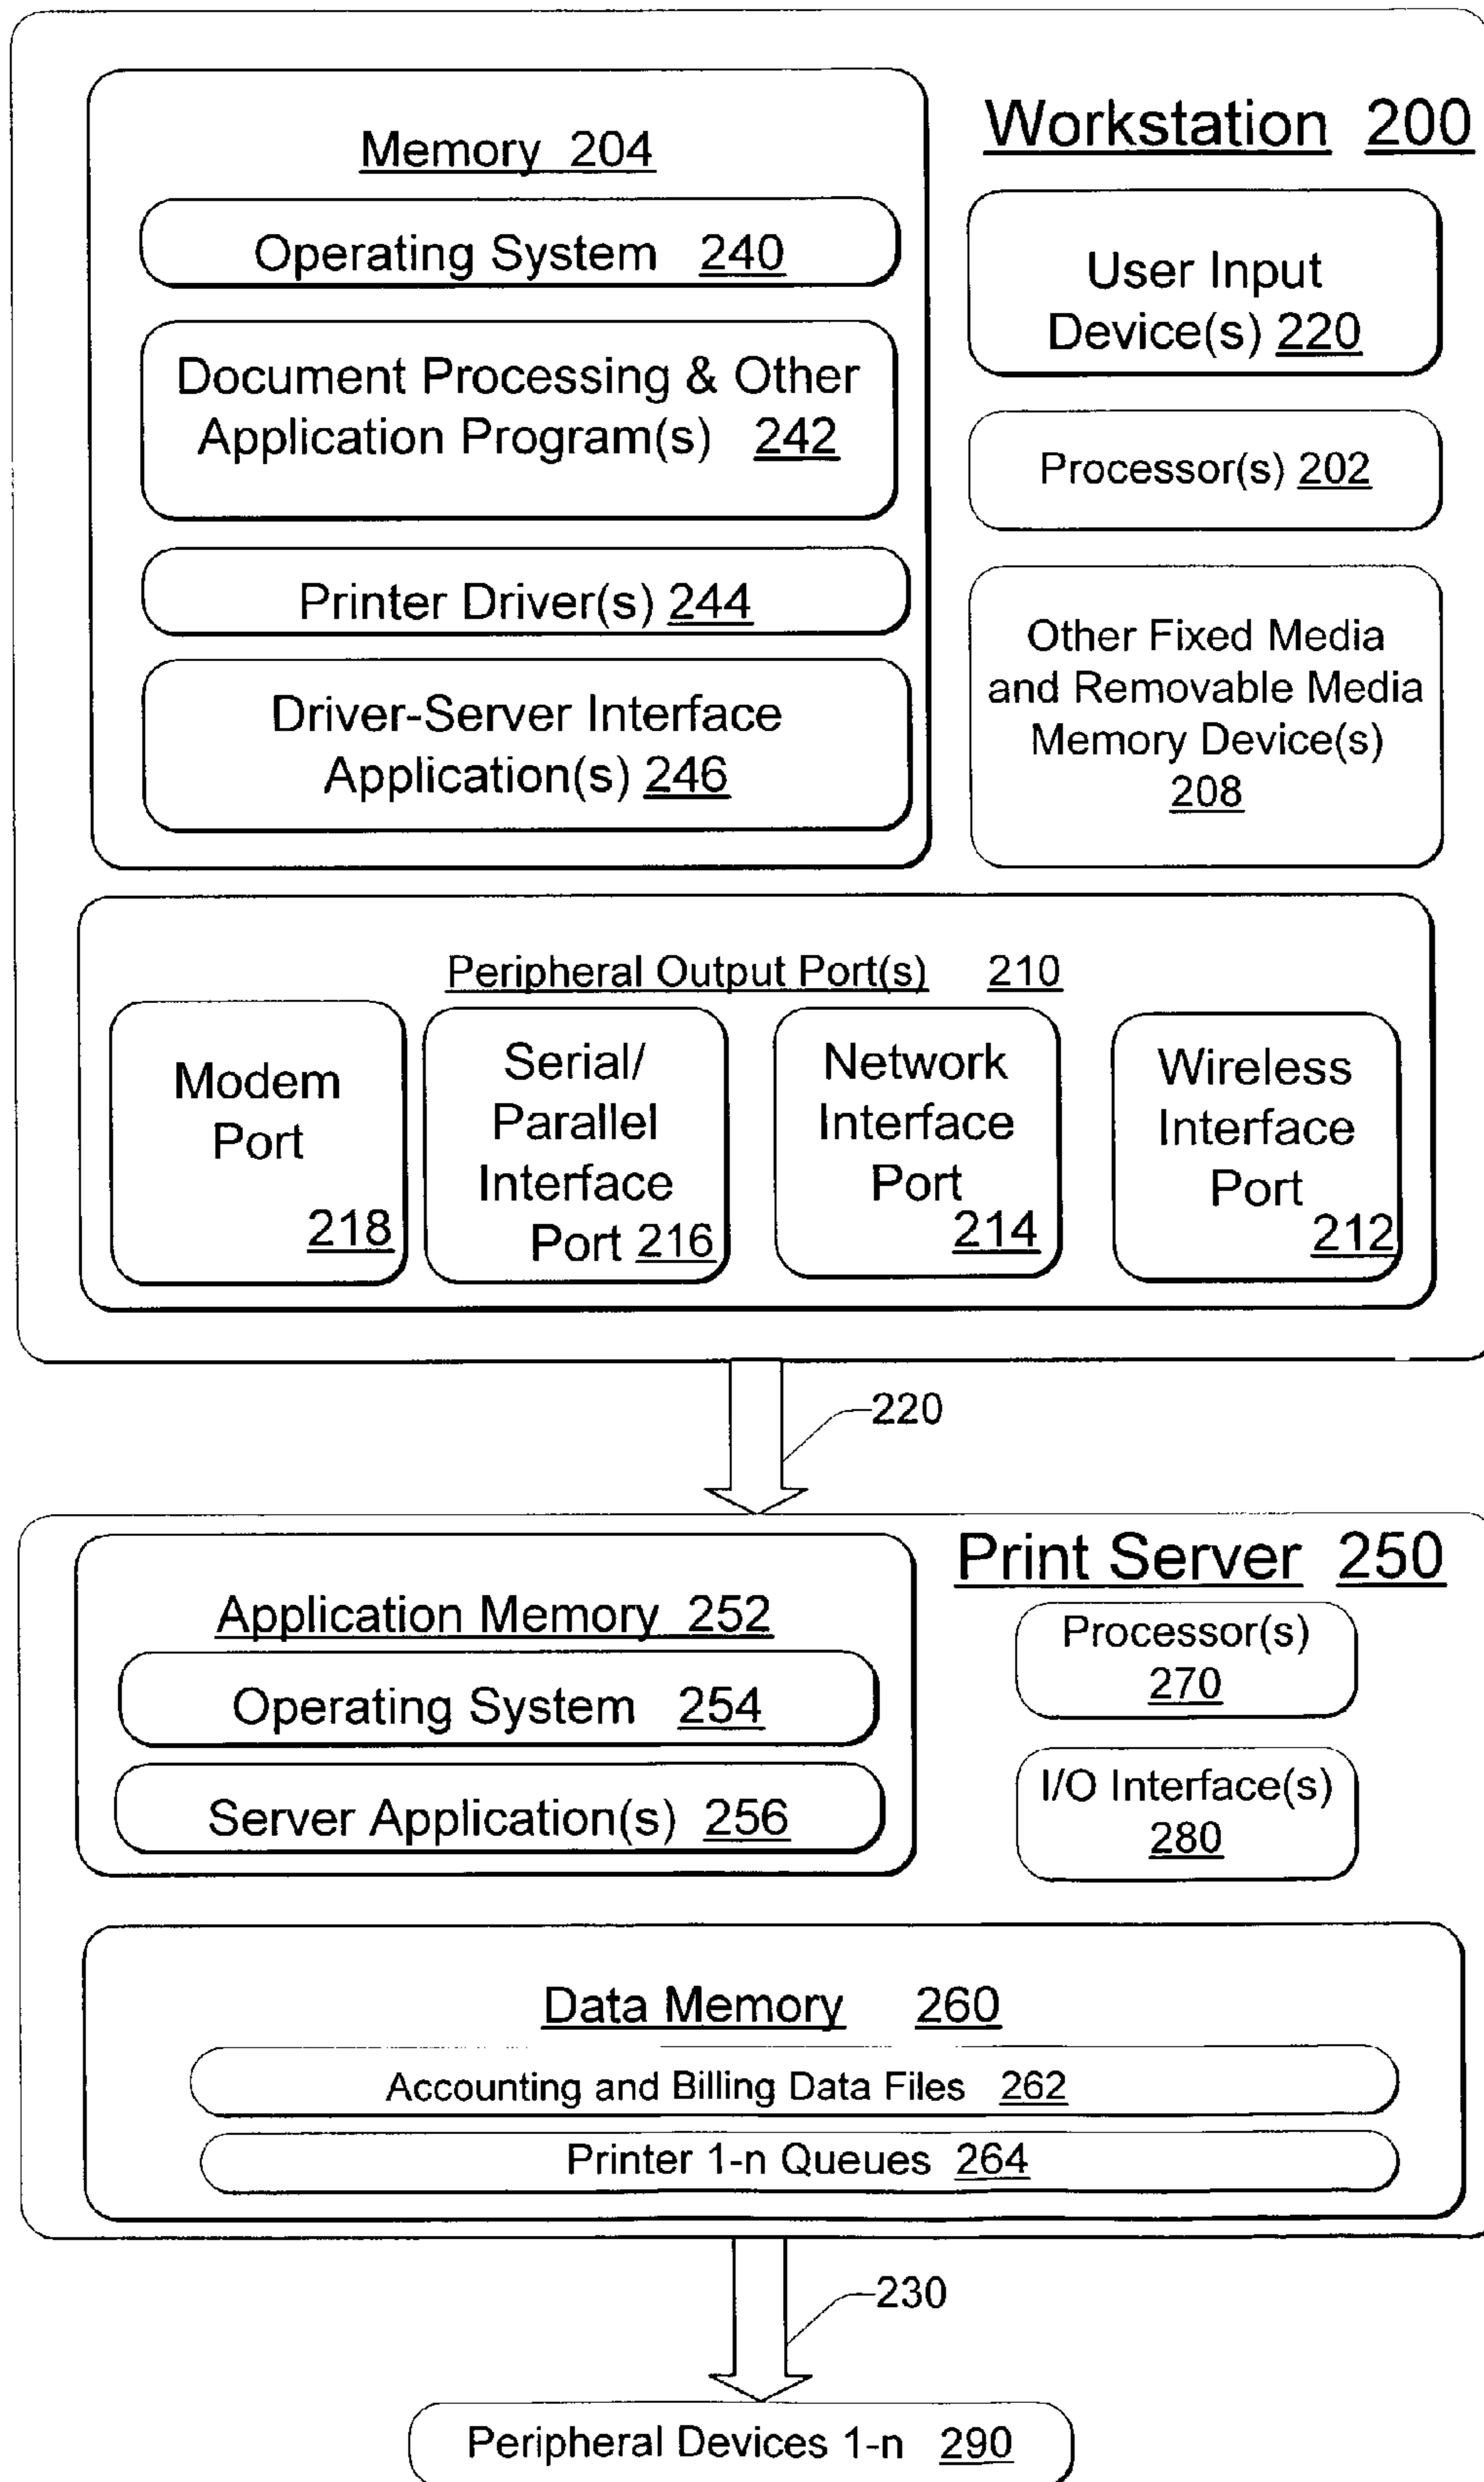 Workstation 200
Memory 204
Operating System 240
Document Processing & Other
Application Program(s) 242
Printer Driver(s) 244
Driver-Server Interface
Application(s) 246
User Input
Device(s) 220
Processor(s) 202
Other Fixed Media
and Removable Media
Memory Device(s)
208
Peripheral Output Port(s) 210
Modem
Port
218
Serial/
Parallel
Interface
Port 216
Network
Interface
Port
214
Wireless
Interface
Port
212
220
Print Server 250
Application Memory 252
Operating System 254
Server Application(s) 256
Processor(s)
270
I/O Interface(s)
280
Data Memory 260
Accounting and Billing Data Files 262
Printer 1-n Queues 264
230
Peripheral Devices 1-n 290